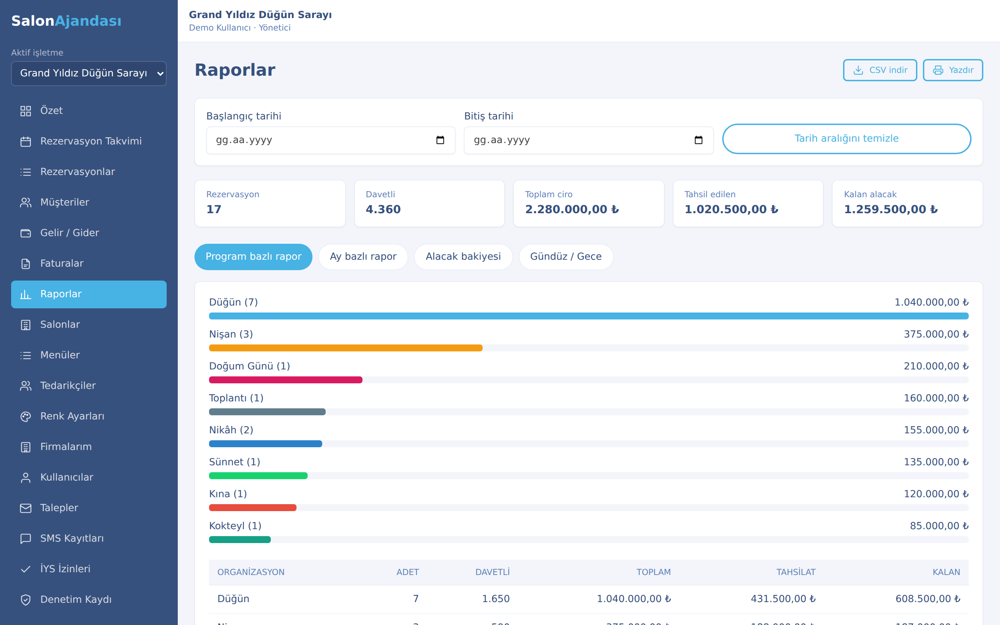 SalonAjandası
Aktif işletme
Grand Yıldız Düğün Sarayı
Özet
Rezervasyon Takvimi
Rezervasyonlar
Müşteriler
Gelir / Gider
Faturalar
Raporlar
Salonlar
Menüler
Tedarikçiler
Renk Ayarları
Firmalarım
Kullanıcılar
Talepler
SMS Kayıtları
İYS İzinleri
Denetim Kaydı
Grand Yıldız Düğün Sarayı
Demo Kullanıcı · Yönetici
Raporlar
CSV indir
Yazdır
Başlangıç tarihi
gg.aa.yyyy
Bitiş tarihi
gg.aa.yyyy
Tarih aralığını temizle
Rezervasyon
17
Davetli
4.360
Toplam ciro
2.280.000,00 ₺
Tahsil edilen
1.020.500,00 ₺
Kalan alacak
1.259.500,00 ₺
Program bazlı rapor
Ay bazlı rapor
Alacak bakiyesi
Gündüz / Gece
Düğün (7) 1.040.000,00 ₺
Nişan (3) 375.000,00 ₺
Doğum Günü (1) 210.000,00 ₺
Toplantı (1) 160.000,00 ₺
Nikâh (2) 155.000,00 ₺
Sünnet (1) 135.000,00 ₺
Kına (1) 120.000,00 ₺
Kokteyl (1) 85.000,00 ₺
ORGANİZASYON ADET DAVETLİ TOPLAM TAHSİLAT KALAN
Düğün 7 1.650 1.040.000,00 ₺ 431.500,00 ₺ 608.500,00 ₺